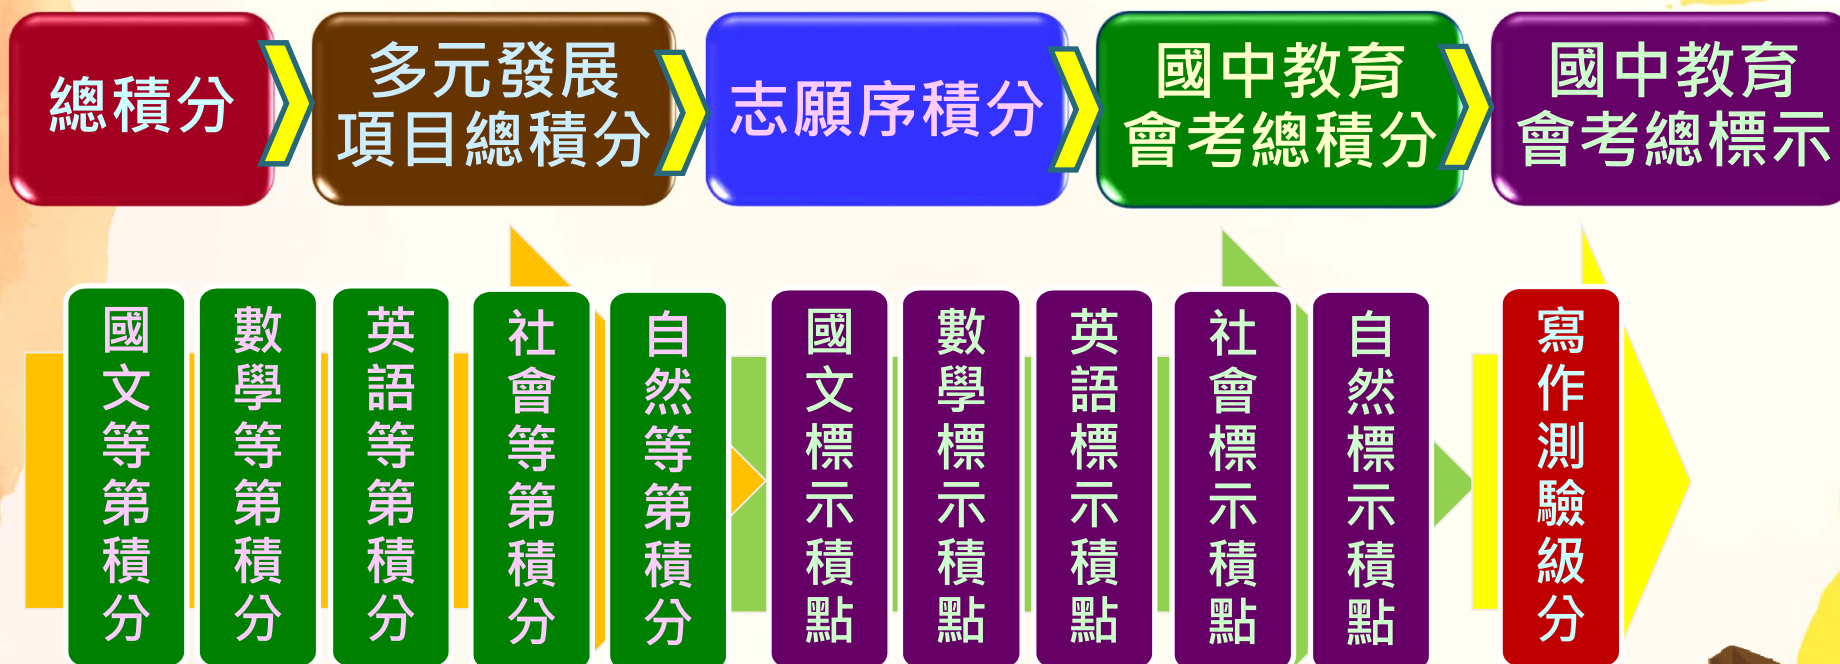 總積分
多元發展
項目總積分
志願序積分
國中教育
會考總積分
國中教育
會考總標示
國文等第積分
數學等第積分
英語等第積分
社會等第積分
自然等第積分
國文標示積點
數學標示積點
英語標示積點
社會標示積點
自然標示積點
寫作測驗級分